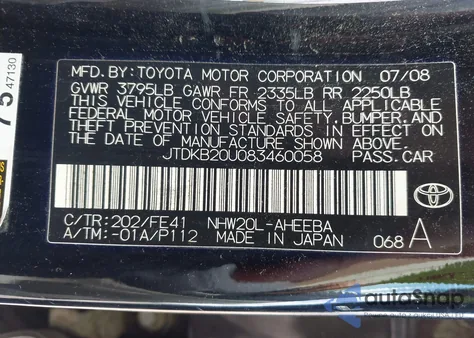 MFD. BY: TOYOTA MOTOR CORPORATION 07/08
GVWR 3795LB GAWR FR 2335LB RR 2250LB
THIS VEHICLE CONFORMS TO ALL APPLICABLE
FEDERAL MOTOR VEHICLE SAFETY, BUMPER, AND
THEFT PREVENTION STANDARDS IN EFFECT ON
THE DATE OF MANUFACTURE SHOWN ABOVE.
JTDKB20U083460058 PASS. CAR
C/TR: 202/FE41 NHW20L-AHEEBA
A/TM: -01A/P112 MADE IN JAPAN 068 A
75
47130
autoSnap